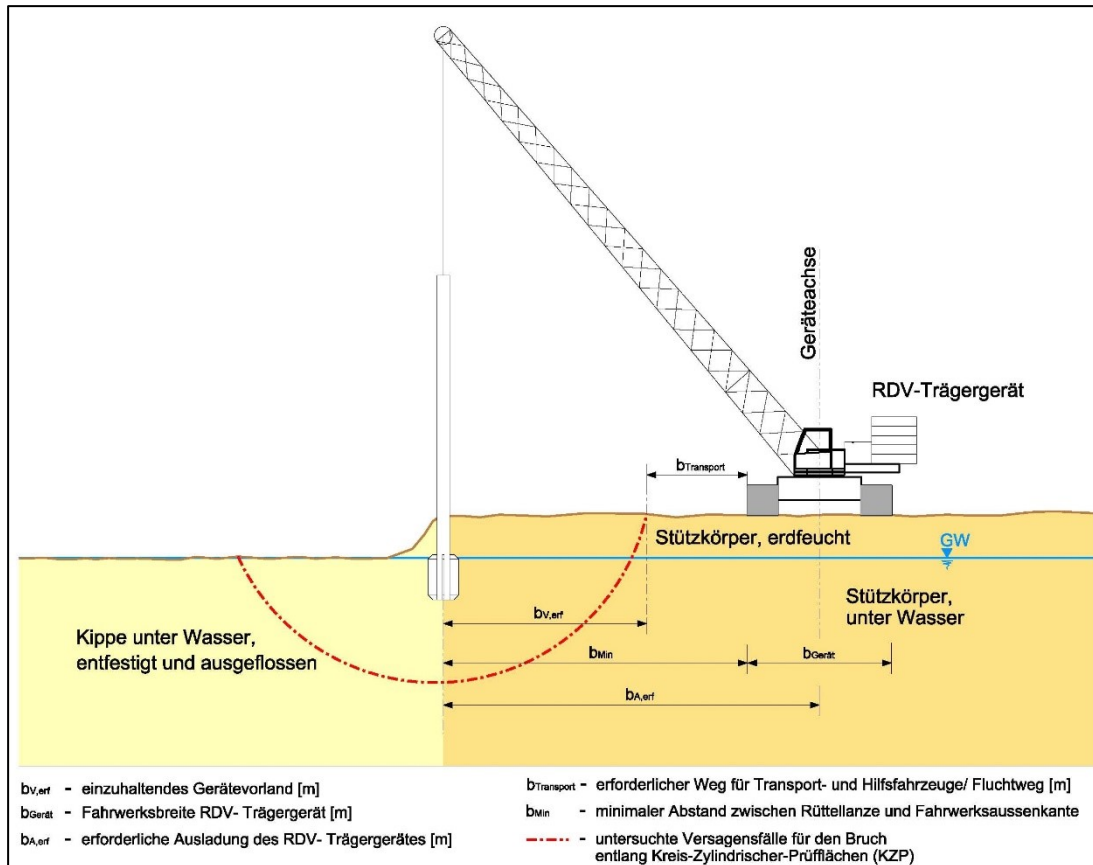 Geräteachse
RDV-Trägergerät
bTransport
Stützkörper, erdfeucht
GW
Stützkörper,
unter Wasser
Kippe unter Wasser,
entfestigt und ausgeflossen
bV,erf
bMin
bGerät
bA,erf
bV,erf - einzuhaltendes Gerätevorland [m]
bGerät - Fahrwerksbreite RDV- Trägergerät [m]
bA,erf - erforderliche Ausladung des RDV- Trägergerätes [m]
bTransport - erforderlicher Weg für Transport- und Hilfsfahrzeuge/ Fluchtweg [m]
bMin - minimaler Abstand zwischen Rüttellanze und Fahrwerksaussenkante
- untersuchte Versagensfälle für den Bruch
entlang Kreis-Zylindrischer-Prüfflächen (KZP)